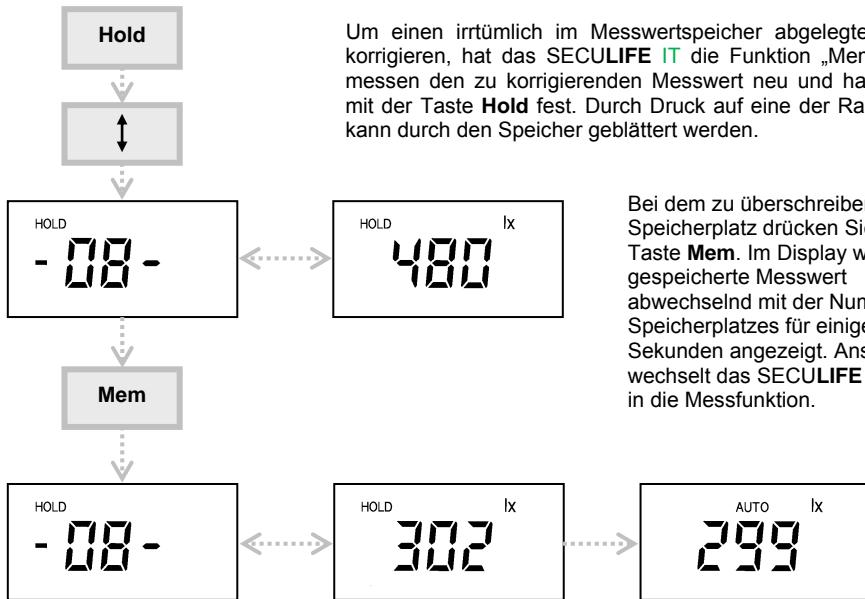 Hold
Um einen irrtümlich im Messwertspeicher abgelegte
korrigieren, hat das SECULIFE IT die Funktion „Mem
messen den zu korrigierenden Messwert neu und ha
mit der Taste Hold fest. Durch Druck auf eine der Ra
kann durch den Speicher geblättert werden.
HOLD
- 08 -
HOLD lx
480
Bei dem zu überschreiben
Speicherplatz drücken Si
Taste Mem. Im Display w
gespeicherte Messwert
abwechselnd mit der Num
Speicherplatzes für einige
Sekunden angezeigt. Ans
wechselt das SECULIFE
in die Messfunktion.
Mem
HOLD
- 08 -
HOLD lx
302
AUTO lx
299